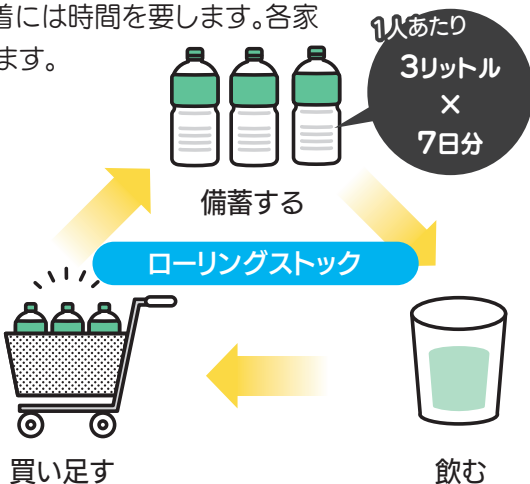 着には時間を要します。各家
ます。
1人あたり
3リットル
×
7日分
備蓄する
ローリングストック
買い足す
飲む